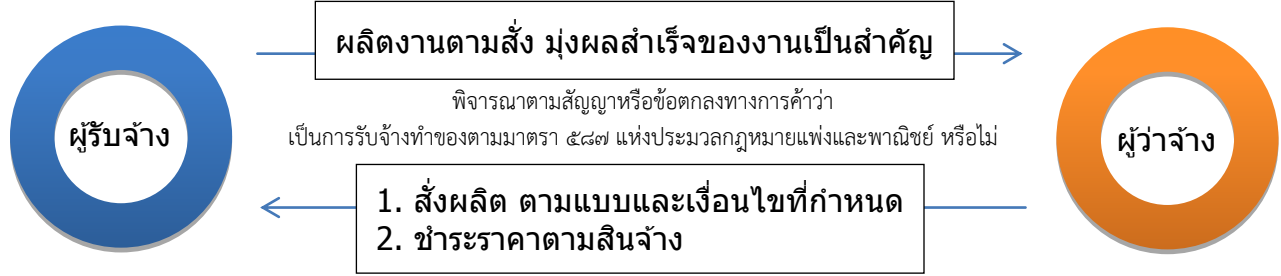 ผลิตงานตามสั่ง มุ่งผลสำเร็จของงานเป็นสำคัญ
ผู้รับจ้าง
พิจารณาตามสัญญาหรือข้อตกลงทางการค้าว่า
เป็นการรับจ้างทำของตามมาตรา ๕๘๗ แห่งประมวลกฎหมายแพ่งและพาณิชย์ หรือไม่
ผู้ว่าจ้าง
1. สั่งผลิต ตามแบบและเงื่อนไขที่กำหนด
2. ชำระราคาตามสินจ้าง